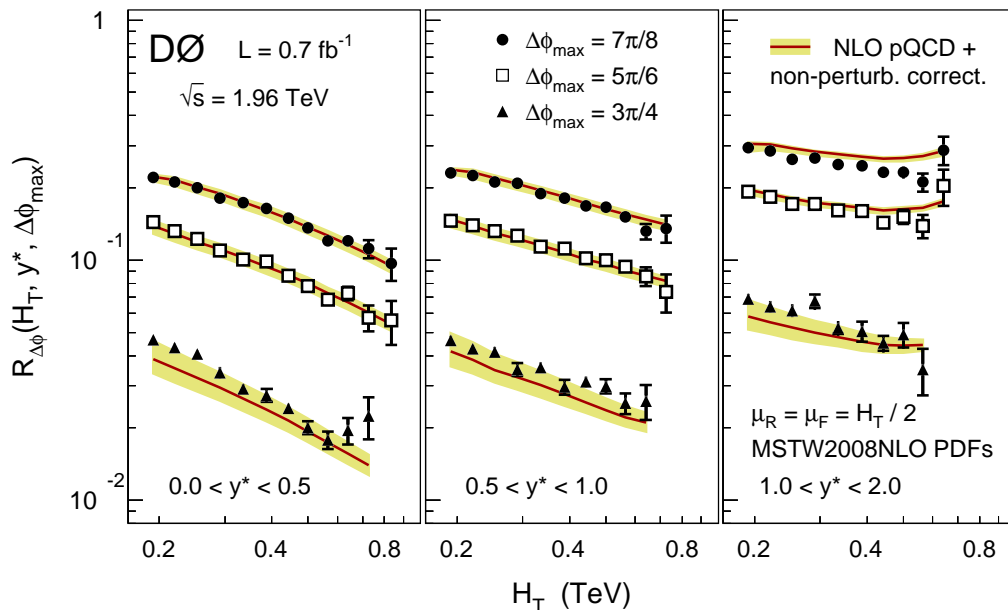 DØ L = 0.7 fb⁻¹
√s = 1.96 TeV
Δφmax = 7π/8
Δφmax = 5π/6
Δφmax = 3π/4
NLO pQCD +
non-perturb. correct.
μR = μF = HT / 2
MSTW2008NLO PDFs
0.0 < y* < 0.5
0.5 < y* < 1.0
1.0 < y* < 2.0
RΔφ(HT, y*, Δφmax)
1
10⁻¹
10⁻²
0.2 0.4 0.8 0.2 0.4 0.8 0.2 0.4 0.8
HT (TeV)